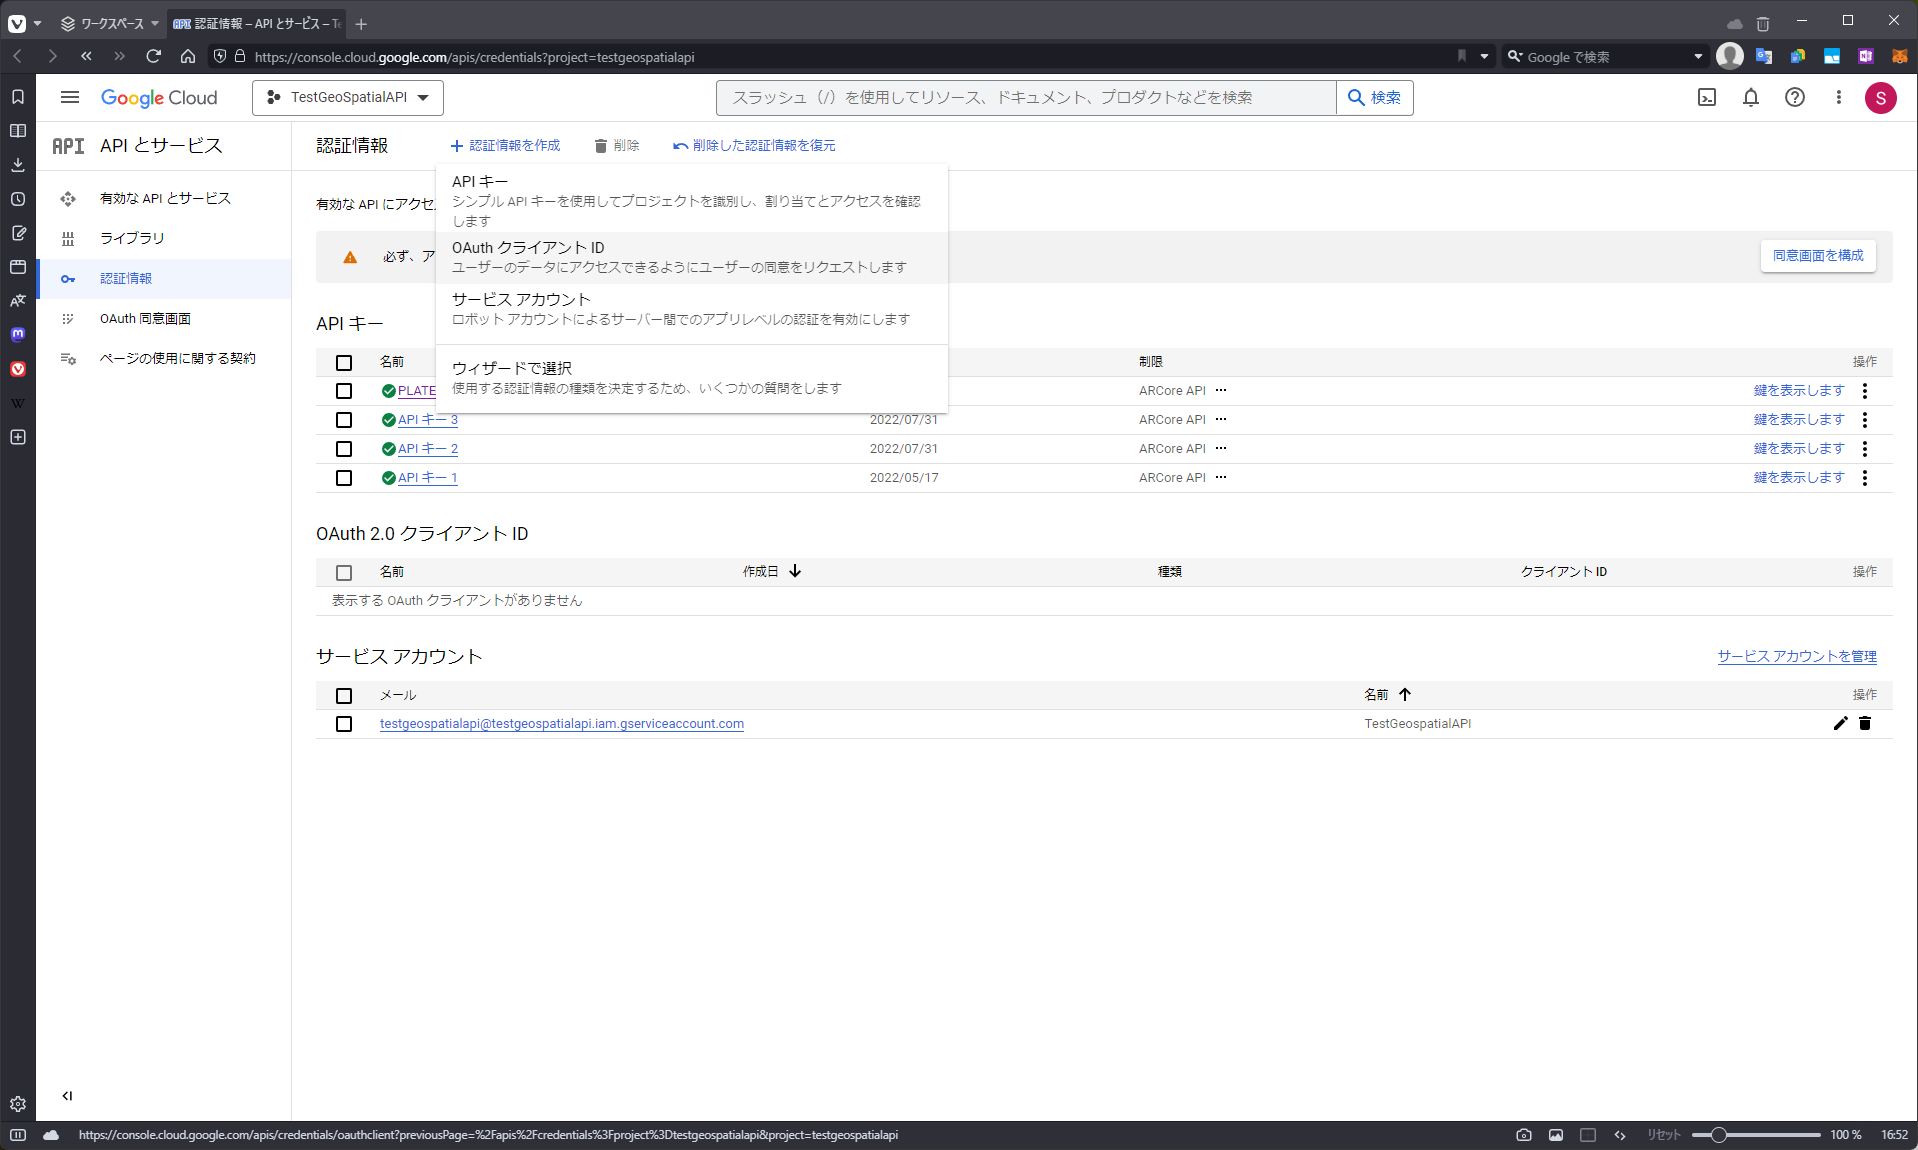 ワークスペース
API 認証情報 – API とサービス – Te
https://console.cloud.google.com/apis/credentials?project=testgeospatialapi
Google で検索
Google Cloud
TestGeoSpatialAPI
スラッシュ（/）を使用してリソース、ドキュメント、プロダクトなどを検索
検索
S
API API とサービス
認証情報
認証情報を作成
削除
削除した認証情報を復元
有効な API とサービス
ライブラリ
認証情報
OAuth 同意画面
ページの使用に関する契約
有効な API にアクセ
必ず、ア
同意画面を構成
API キー
シンプル API キーを使用してプロジェクトを識別し、割り当てとアクセスを確認
します
OAuth クライアント ID
ユーザーのデータにアクセスできるようにユーザーの同意をリクエストします
サービス アカウント
ロボット アカウントによるサーバー間でのアプリレベルの認証を有効にします
ウィザードで選択
使用する認証情報の種類を決定するため、いくつかの質問をします
API キー
名前 制限 操作
PLATE ARCore API 鍵を表示します
API キー 3 2022/07/31 ARCore API 鍵を表示します
API キー 2 2022/07/31 ARCore API 鍵を表示します
API キー 1 2022/05/17 ARCore API 鍵を表示します
OAuth 2.0 クライアント ID
名前 作成日 種類 クライアント ID 操作
表示する OAuth クライアントがありません
サービス アカウント
サービス アカウントを管理
メール 名前 操作
testgeospatialapi@testgeospatialapi.iam.gserviceaccount.com TestGeospatialAPI
https://console.cloud.google.com/apis/credentials/oauthclient?previousPage=%2Fapis%2Fcredentials%3Fproject%3Dtestgeospatialapi&project=testgeospatialapi
リセット
100 %
16:52